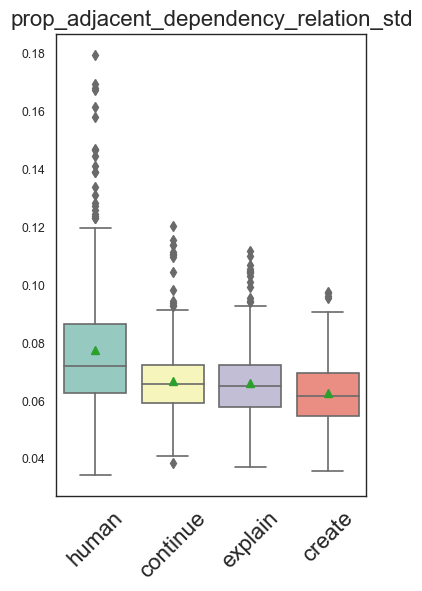 prop_adjacent_dependency_relation_std
0.18
0.16
0.14
0.12
0.10
0.08
0.06
0.04
human
continue
explain
create